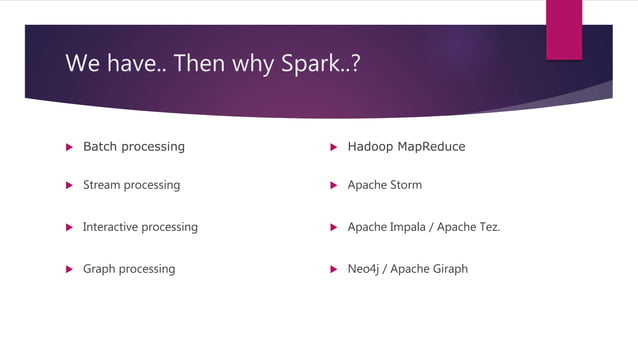 We have.. Then why Spark..?
Batch processing
Hadoop MapReduce
Stream processing
Apache Storm
Interactive processing
Apache Impala / Apache Tez.
Graph processing
Neo4j / Apache Giraph